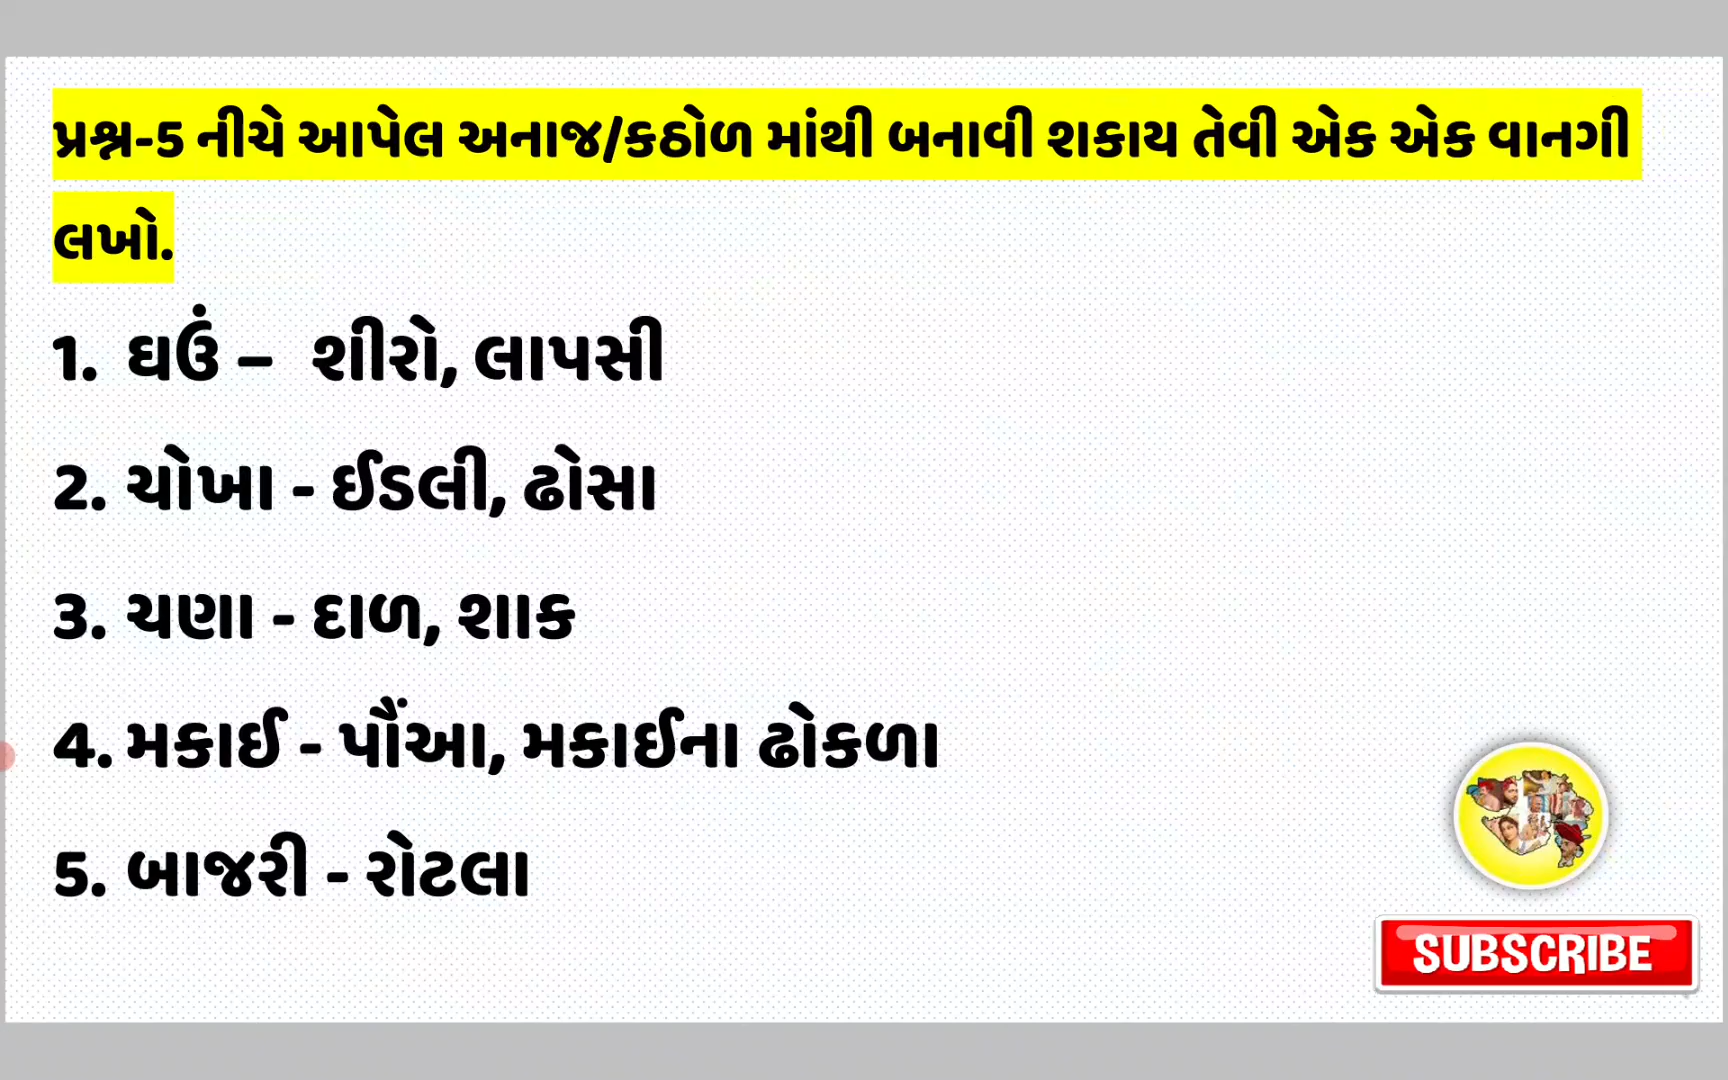 પ્રશ્ન-5 નીચે આપેલ અનાજ/કઠોળ માંથી બનાવી શકાય તેવી એક એક વાનગી
લખો.
1. ઘઉં – શીરો, લાપસી
2. ચોખા - ઈડલી, ઢોસા
3. ચણા - દાળ, શાક
4. મકાઈ - પૌંઆ, મકાઈના ઢોકળા
5. બાજરી - રોટલા
SUBSCRIBE